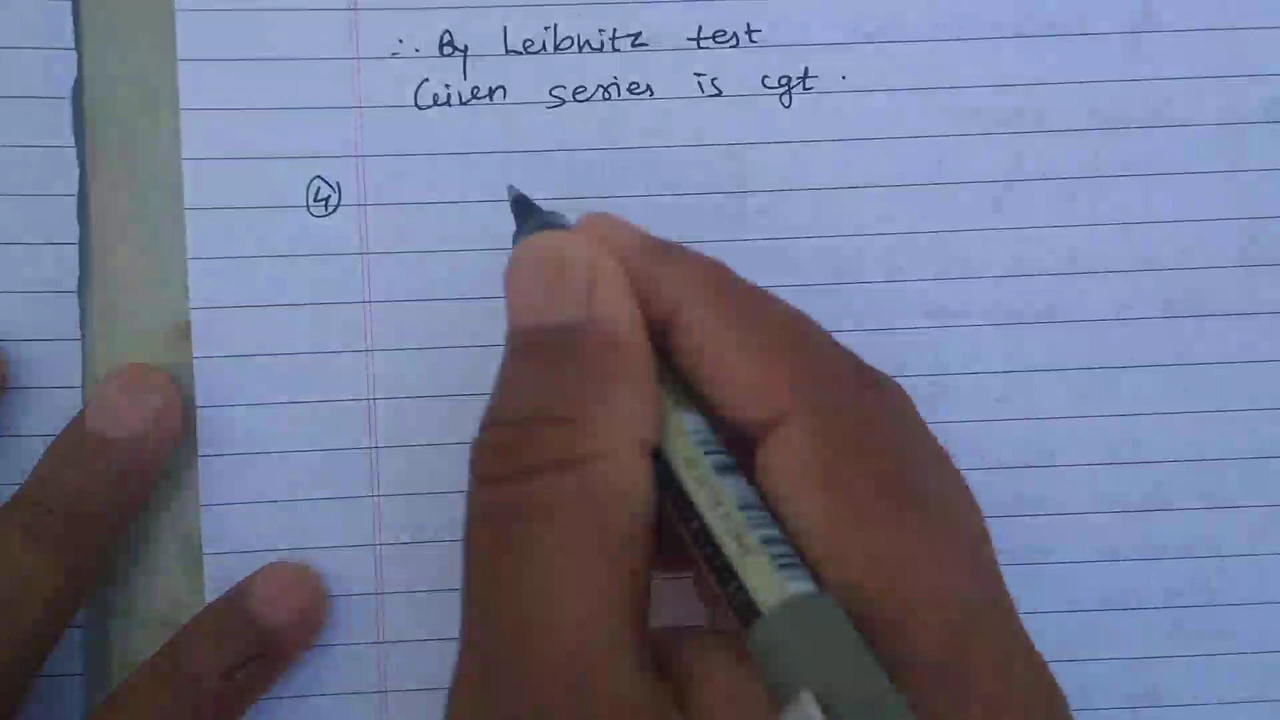 ∴ By Leibnitz test
Given series is cgt.
④